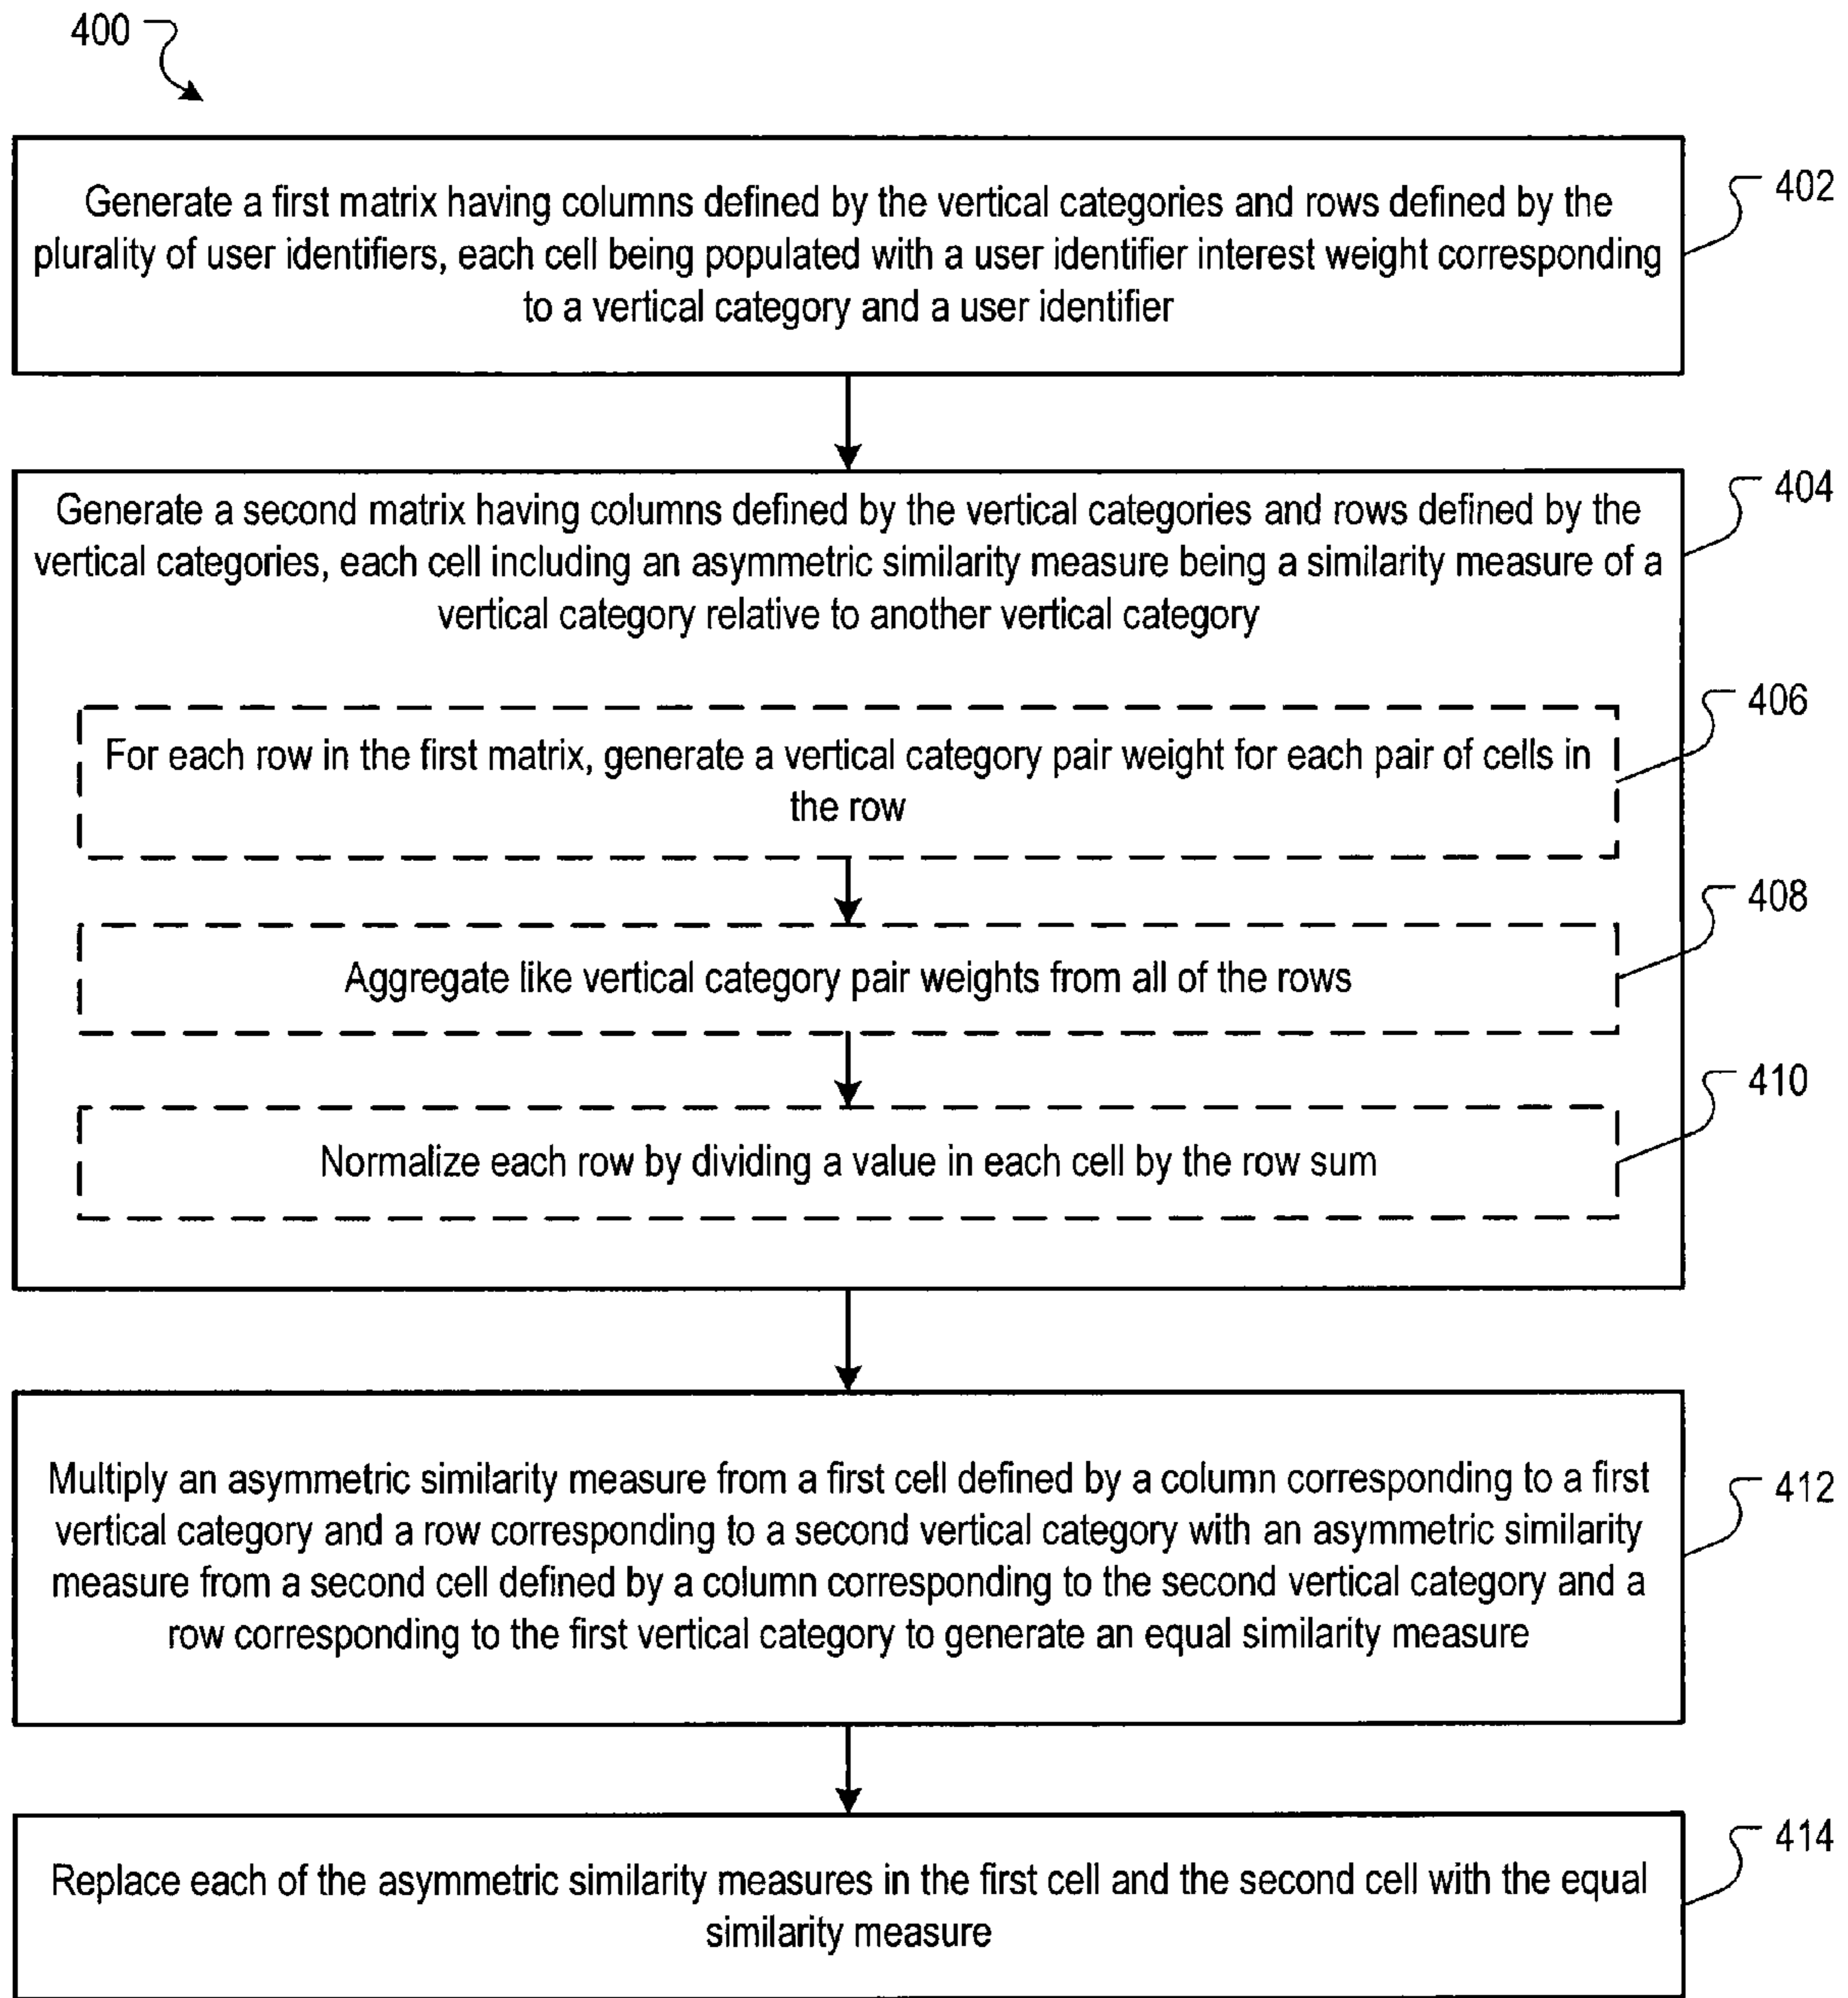 400
Generate a first matrix having columns defined by the vertical categories and rows defined by the
plurality of user identifiers, each cell being populated with a user identifier interest weight corresponding
to a vertical category and a user identifier
402
Generate a second matrix having columns defined by the vertical categories and rows defined by the
vertical categories, each cell including an asymmetric similarity measure being a similarity measure of a
vertical category relative to another vertical category
404
For each row in the first matrix, generate a vertical category pair weight for each pair of cells in
the row
406
Aggregate like vertical category pair weights from all of the rows
408
Normalize each row by dividing a value in each cell by the row sum
410
Multiply an asymmetric similarity measure from a first cell defined by a column corresponding to a first
vertical category and a row corresponding to a second vertical category with an asymmetric similarity
measure from a second cell defined by a column corresponding to the second vertical category and a
row corresponding to the first vertical category to generate an equal similarity measure
412
Replace each of the asymmetric similarity measures in the first cell and the second cell with the equal
similarity measure
414